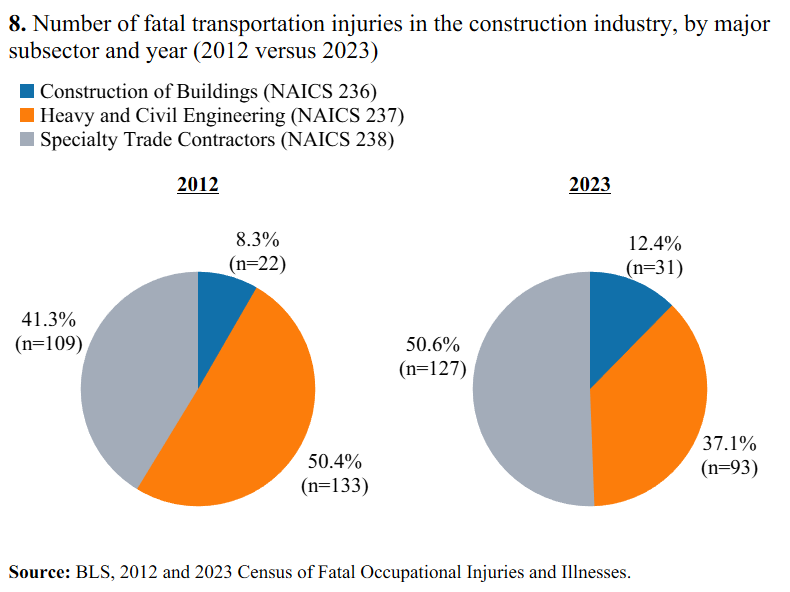 8. Number of fatal transportation injuries in the construction industry, by major
subsector and year (2012 versus 2023)
Construction of Buildings (NAICS 236)
Heavy and Civil Engineering (NAICS 237)
Specialty Trade Contractors (NAICS 238)
2012
8.3%
(n=22)
41.3%
(n=109)
50.4%
(n=133)
2023
12.4%
(n=31)
50.6%
(n=127)
37.1%
(n=93)
Source: BLS, 2012 and 2023 Census of Fatal Occupational Injuries and Illnesses.